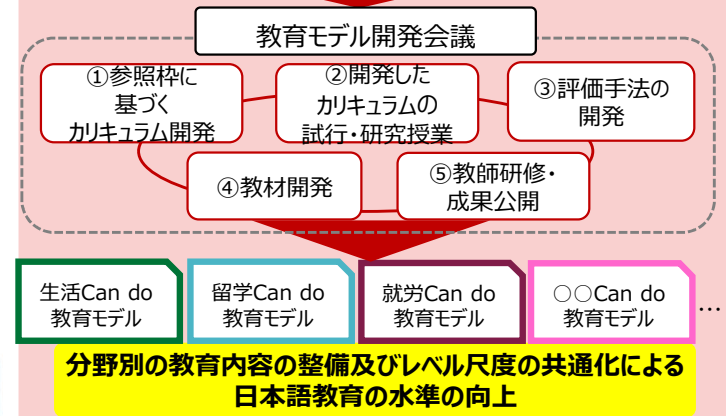 教育モデル開発会議
①参照枠に
基づく
カリキュラム開発
②開発した
カリキュラムの
試行・研究授業
③評価手法の
開発
④教材開発
⑤教師研修・
成果公開
生活Can do
教育モデル
留学Can do
教育モデル
就労Can do
教育モデル
○○Can do
教育モデル
…
分野別の教育内容の整備及びレベル尺度の共通化による
日本語教育の水準の向上